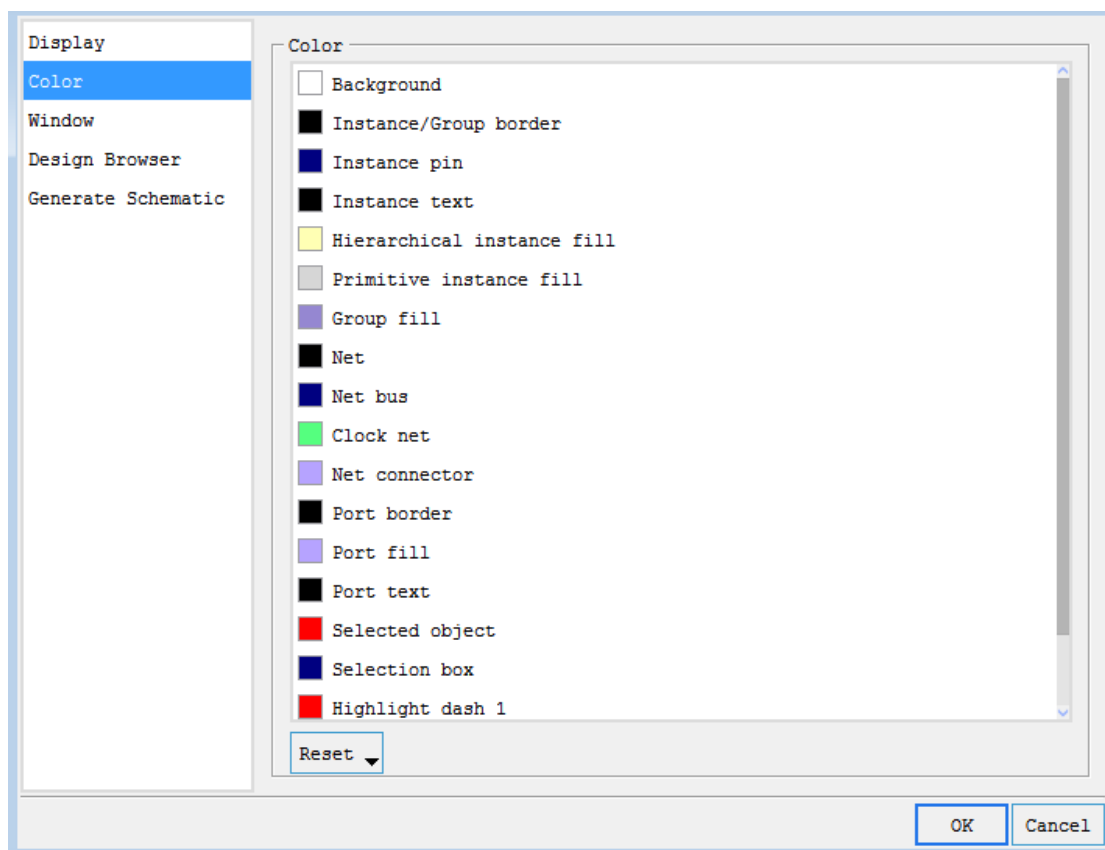 Display
Color
Window
Design Browser
Generate Schematic
Color
Background
Instance/Group border
Instance pin
Instance text
Hierarchical instance fill
Primitive instance fill
Group fill
Net
Net bus
Clock net
Net connector
Port border
Port fill
Port text
Selected object
Selection box
Highlight dash 1
Reset
OK
Cancel